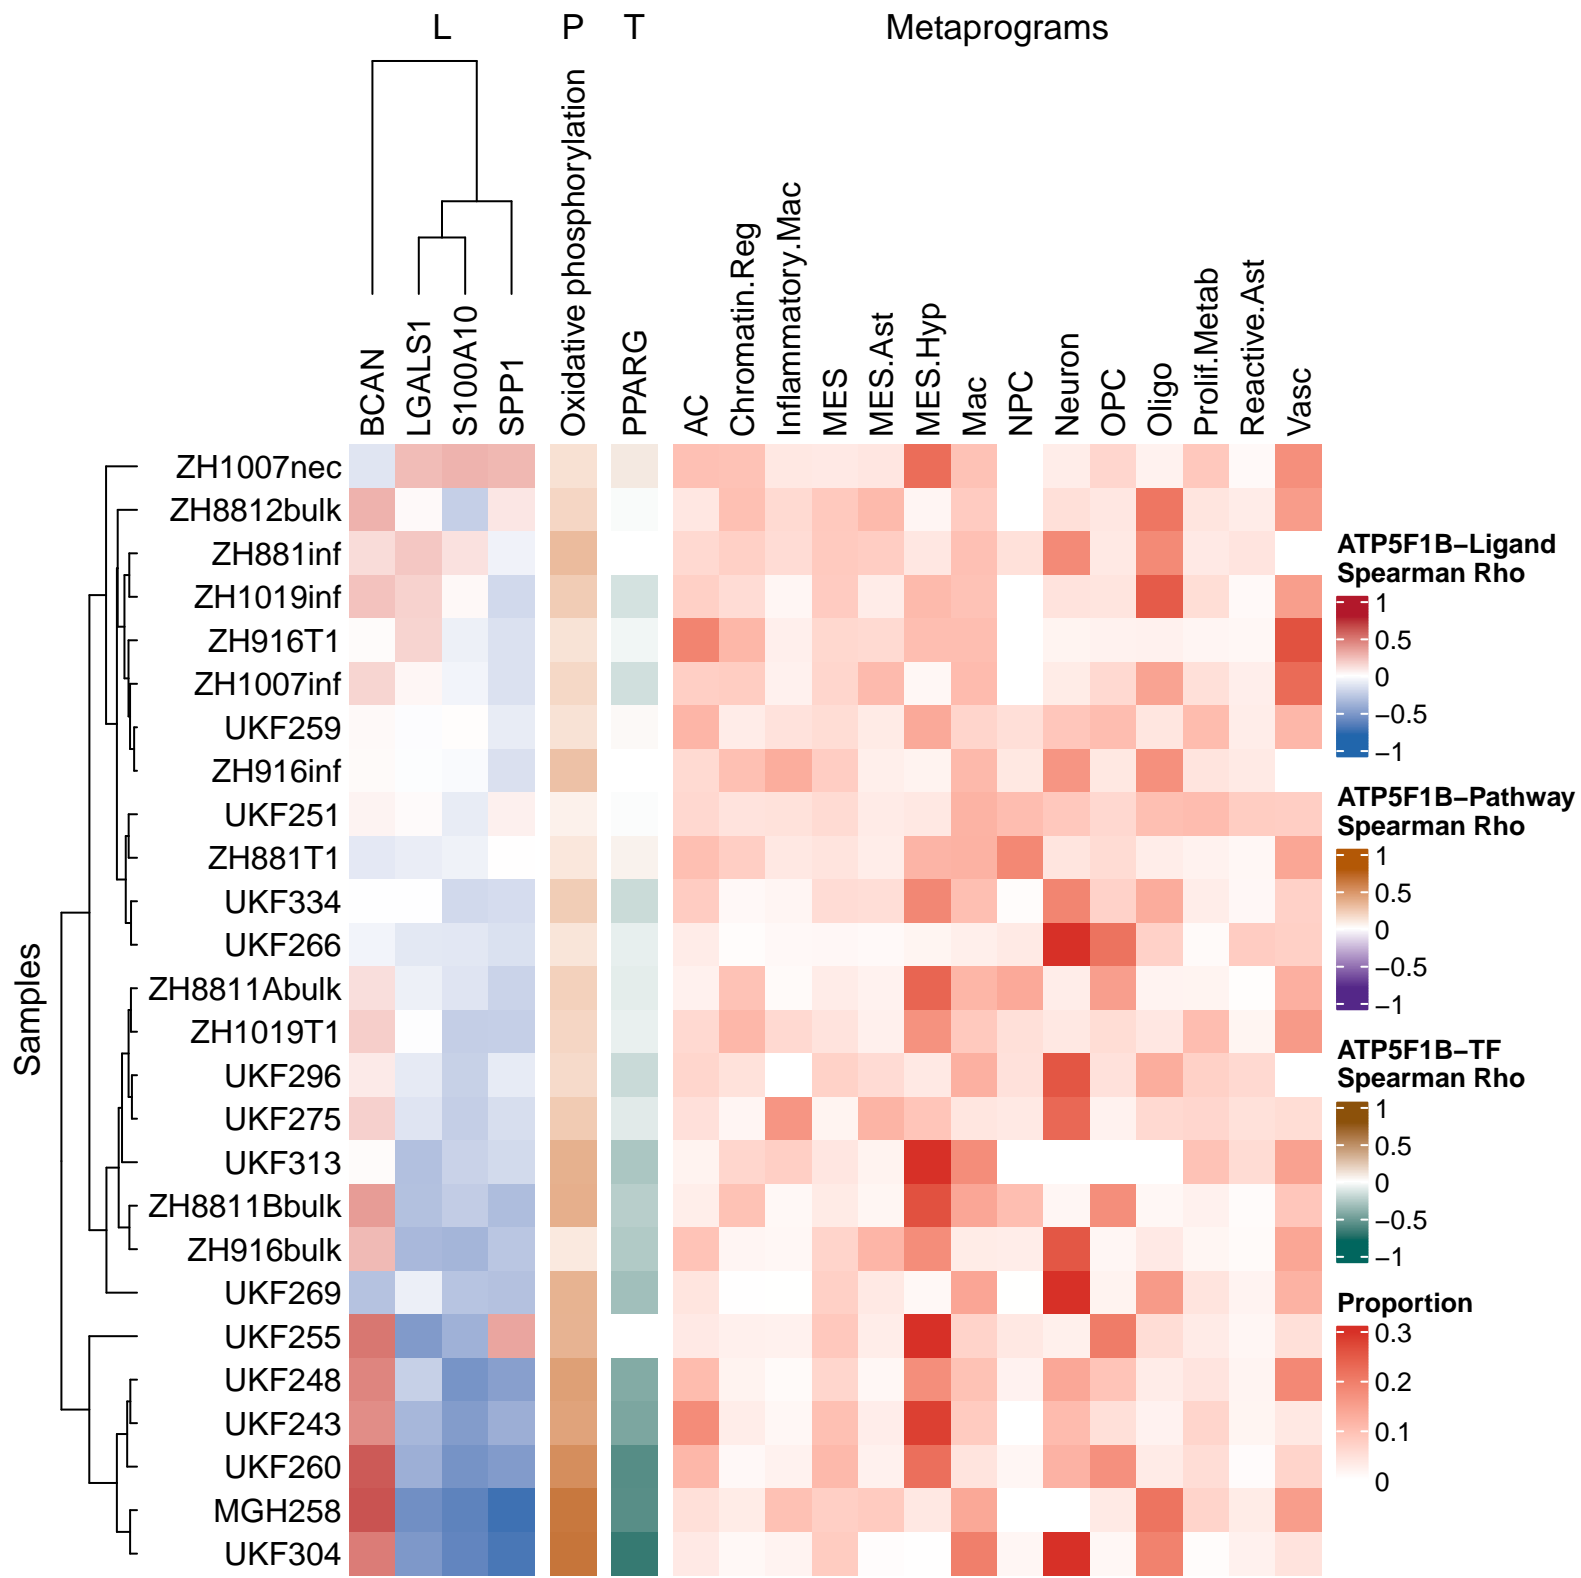 L P T Metaprograms
BCAN
LGALS1
S100A10
SPP1
Oxidative phosphorylation
PPARG
AC
Chromatin.Reg
Inflammatory.Mac
MES
MES.Ast
MES.Hyp
Mac
NPC
Neuron
OPC
Oligo
Prolif.Metab
Reactive.Ast
Vasc
Samples
ZH1007nec
ZH8812bulk
ZH881inf
ZH1019inf
ZH916T1
ZH1007inf
UKF259
ZH916inf
UKF251
ZH881T1
UKF334
UKF266
ZH8811Abulk
ZH1019T1
UKF296
UKF275
UKF313
ZH8811Bbulk
ZH916bulk
UKF269
UKF255
UKF248
UKF243
UKF260
MGH258
UKF304
ATP5F1B−Ligand
Spearman Rho
1
0.5
0
−0.5
−1
ATP5F1B−Pathway
Spearman Rho
1
0.5
0
−0.5
−1
ATP5F1B−TF
Spearman Rho
1
0.5
0
−0.5
−1
Proportion
0.3
0.2
0.1
0